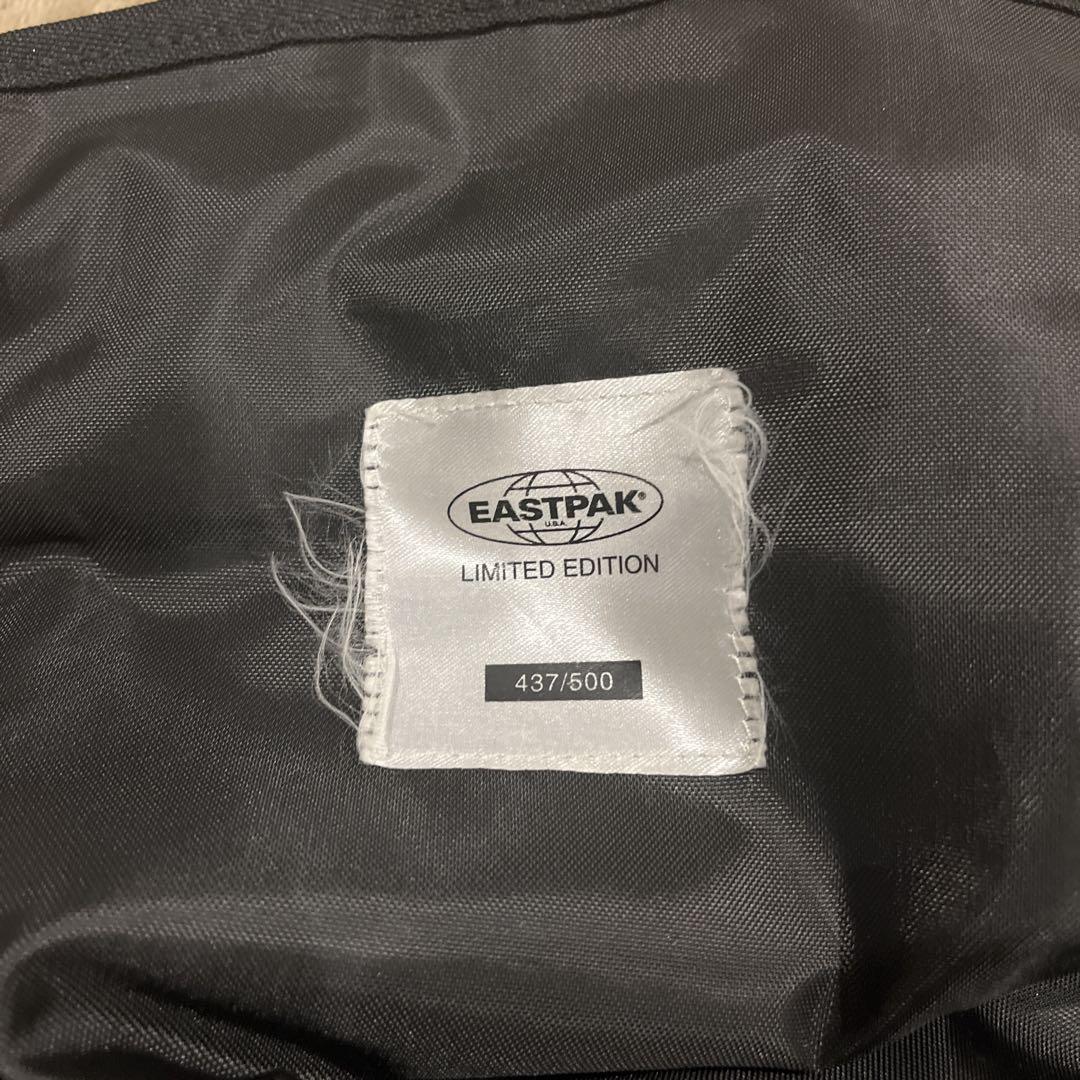 EASTPAK®
U.S.A.
LIMITED EDITION
437/500